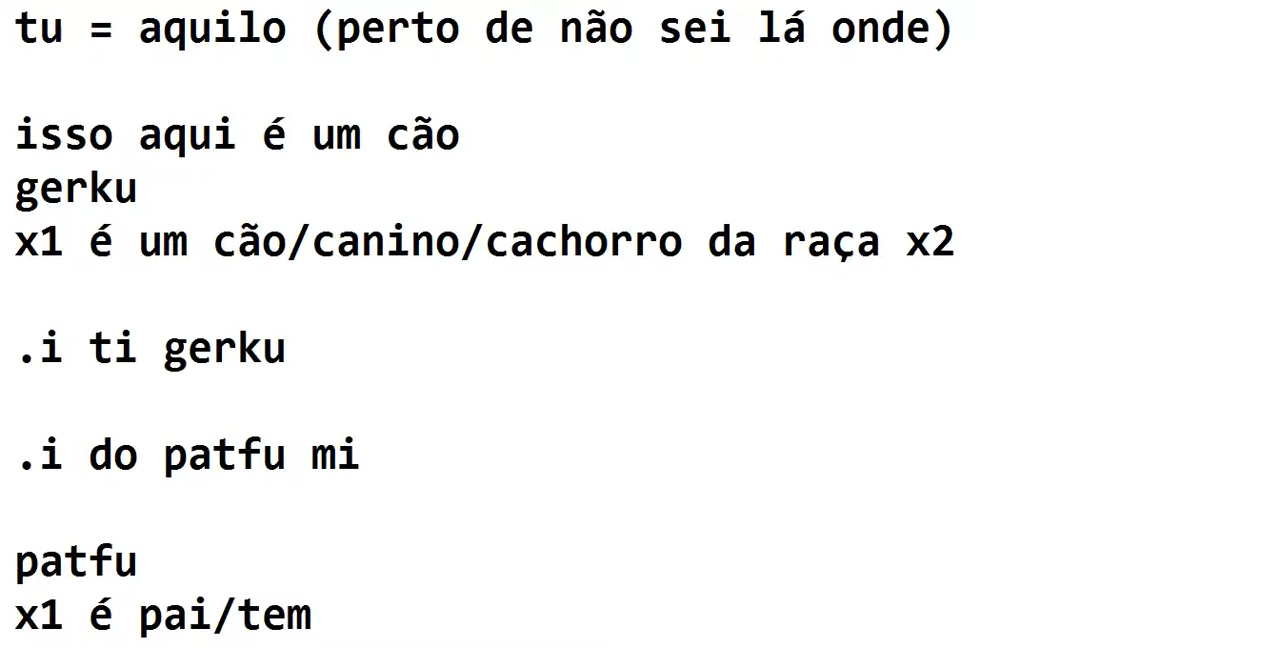 tu = aquilo (perto de não sei lá onde)
isso aqui é um cão
gerku
x1 é um cão/canino/cachorro da raça x2
.i ti gerku
.i do patfu mi
patfu
x1 é pai/tem